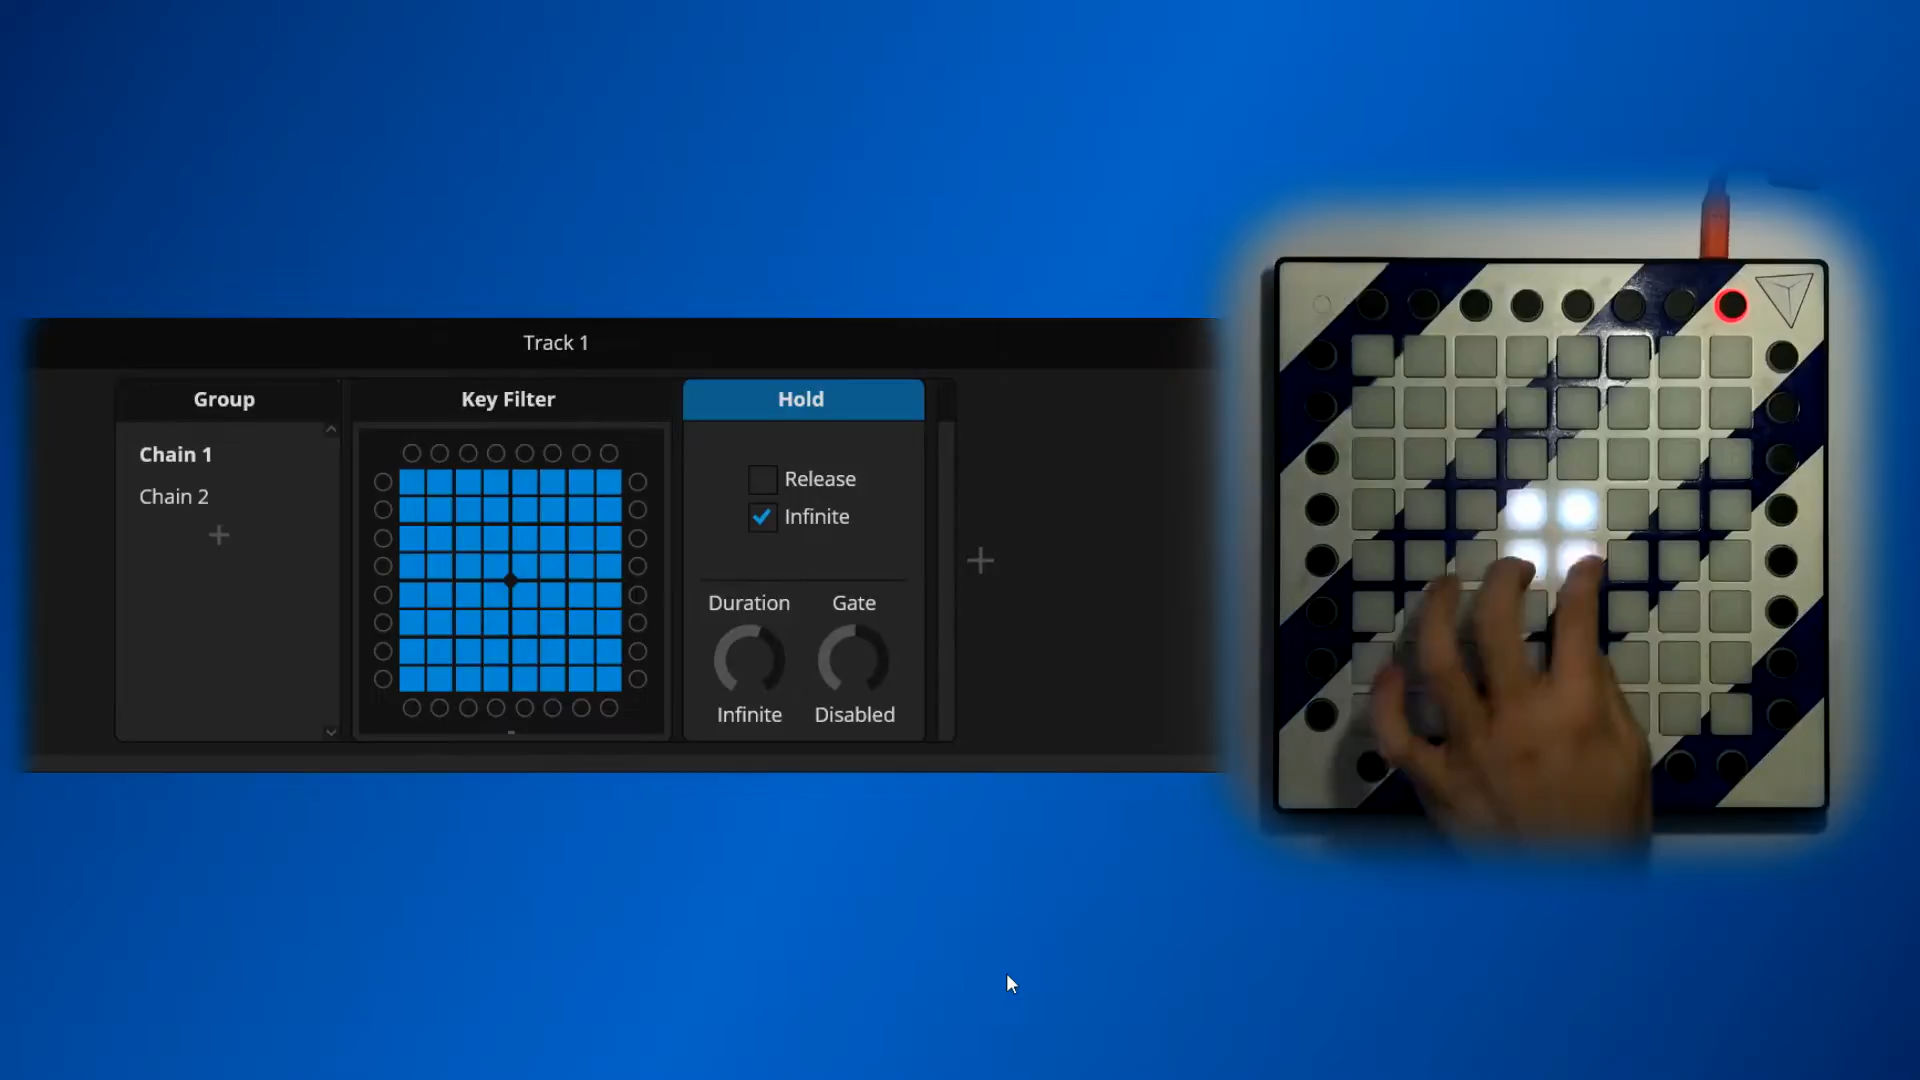 Track 1
Group
Key Filter
Hold
Chain 1
Chain 2
Release
Infinite
Duration
Gate
Infinite
Disabled